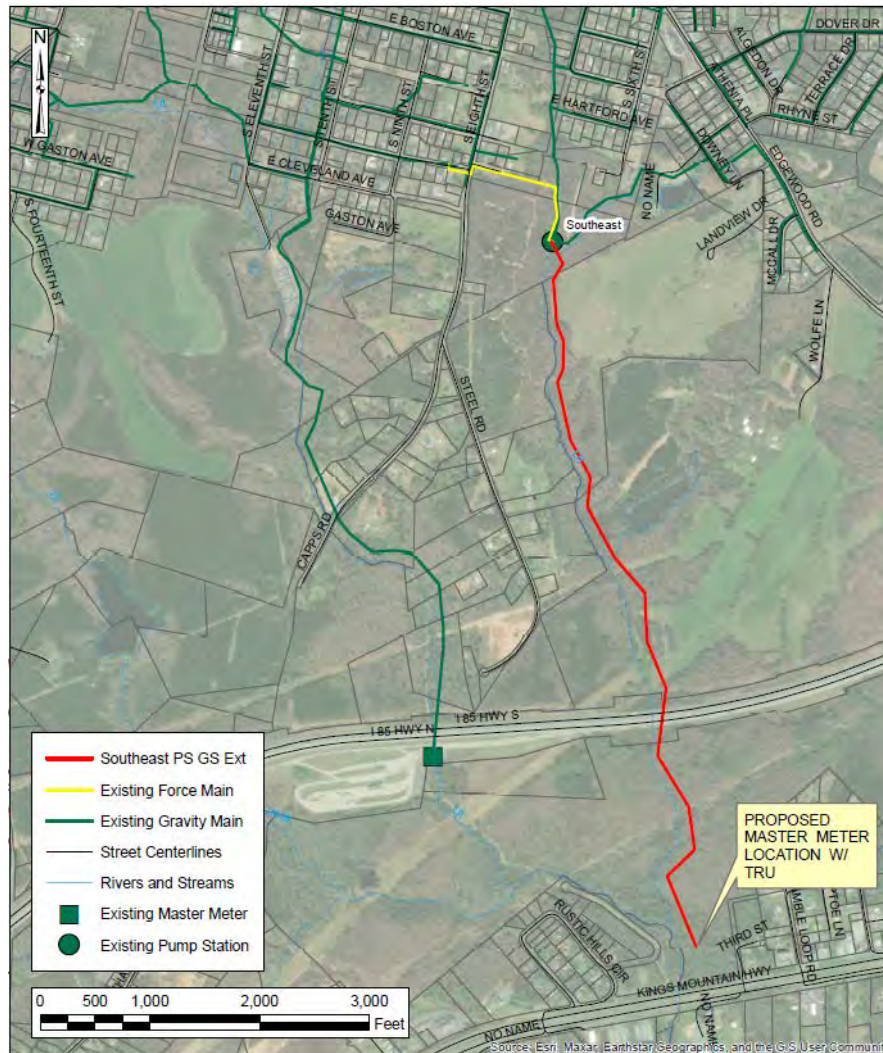 N
E BOSTON AVE
DOVER DR
ALGEDON DR
TERRACE DR
ATHENIA PL
RHYNE ST
S ELEVENTH ST
S TENTH ST
S NINTH ST
S EIGHTH ST
S SIXTH ST
E HARTFORD AVE
W GASTON AVE
E CLEVELAND AVE
GASTON AVE
DOWNEY LN
NO NAME
EDGEWOOD RD
Southeast
LANDVIEW DR
MCCALL DR
S FOURTEENTH ST
WOLFE LN
STEEL RD
CAPPS RD
I 85 HWY N
I 85 HWY S
Southeast PS GS Ext
Existing Force Main
Existing Gravity Main
Street Centerlines
Rivers and Streams
Existing Master Meter
Existing Pump Station
PROPOSED
MASTER METER
LOCATION W/
TRU
RUSTIC HILLS CIR
THIRD ST
KINGS MOUNTAIN HWY
NO NAME
NO NAME
0 500 1,000 2,000 3,000
Feet
Source: Esri, Maxar, Earthstar Geographics, and the GIS User Communit